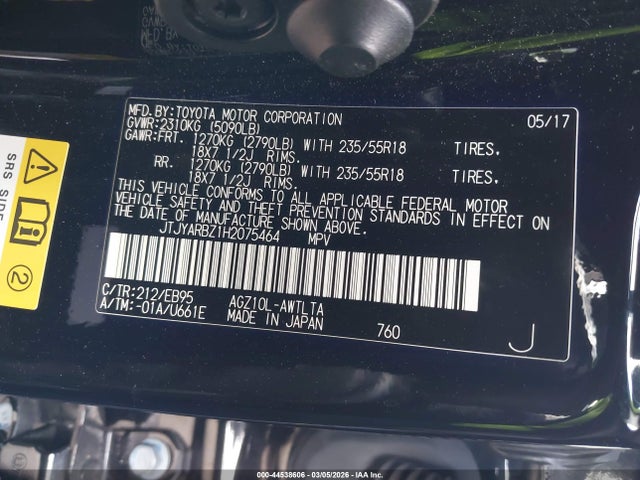 MFD.BY:TOYOTA MOTOR CORPORATION 05/17
GVWR:2310KG (5090LB)
GAWR:FRT. 1270KG (2790LB) WITH 235/55R18 TIRES.
18X7 1/2J RIMS.
RR. 1270KG (2790LB) WITH 235/55R18 TIRES.
18X7 1/2J RIMS.
THIS VEHICLE CONFORMS TO ALL APPLICABLE FEDERAL MOTOR
VEHICLE SAFETY AND THEFT PREVENTION STANDARDS IN EFFECT ON
THE DATE OF MANUFACTURE SHOWN ABOVE.
JTJYARBZ1H2075464 MPV
C/TR:212/EB95 AGZ10L-AWTLTA
A/TM:-01A/U661E MADE IN JAPAN 760 J
SRS SIDE
2
000-44538606 - 03/05/2026 - IAA Inc.